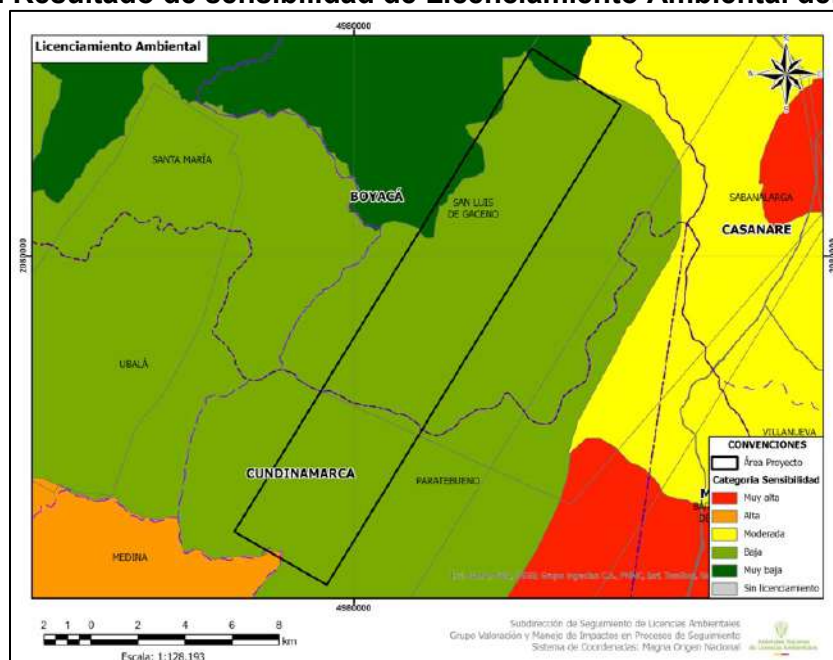 Resultado de sensibilidad de Licenciamiento Ambiental de
4980000
Licenciamiento Ambiental
SANTA MARÍA
BOYACÁ
SAN LUIS
DE GACENO
SABANALARGA
CASANARE
2080000
UBALÁ
VILLANUEVA
CUNDINAMARCA
PARATEBUENO
MEDINA
CONVENCIONES
Área Proyecto
Categoría Sensibilidad
Muy alta
Alta
Moderada
Baja
Muy baja
Sin licenciamiento
4980000
2 1 0 2 4 6 8
km
Escala: 1:128.193
Subdirección de Seguimiento de Licencias Ambientales
Grupo Valoración y Manejo de Impactos en Procesos de Seguimiento
Sistema de Coordenadas: Magna Origen Nacional